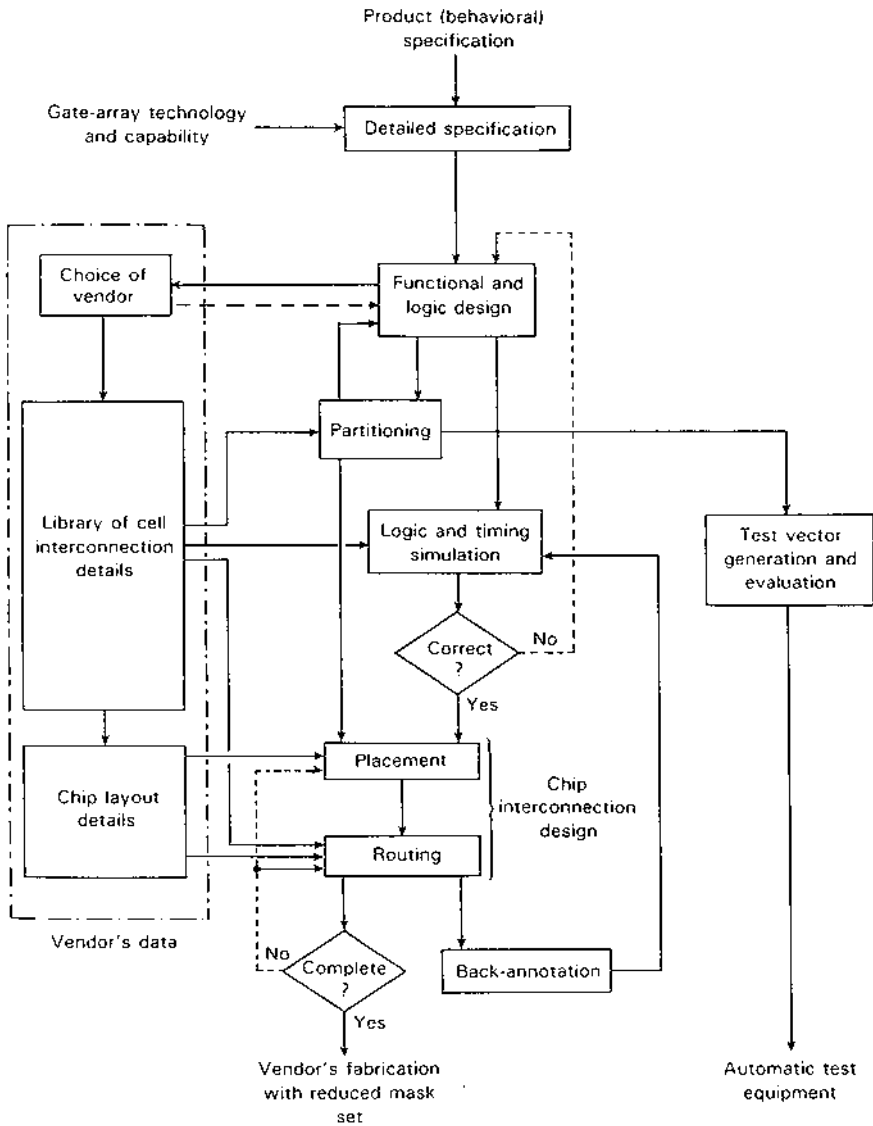 Product (behavioral)
specification
Gate-array technology
and capability
Detailed specification
Choice of
vendor
Functional and
logic design
Partitioning
Library of cell
interconnection
details
Logic and timing
simulation
Test vector
generation and
evaluation
Correct
?
No
Yes
Placement
Chip
interconnection
design
Chip layout
details
Routing
Vendor's data
No
Complete
?
Back-annotation
Yes
Vendor's fabrication
with reduced mask
set
Automatic test
equipment